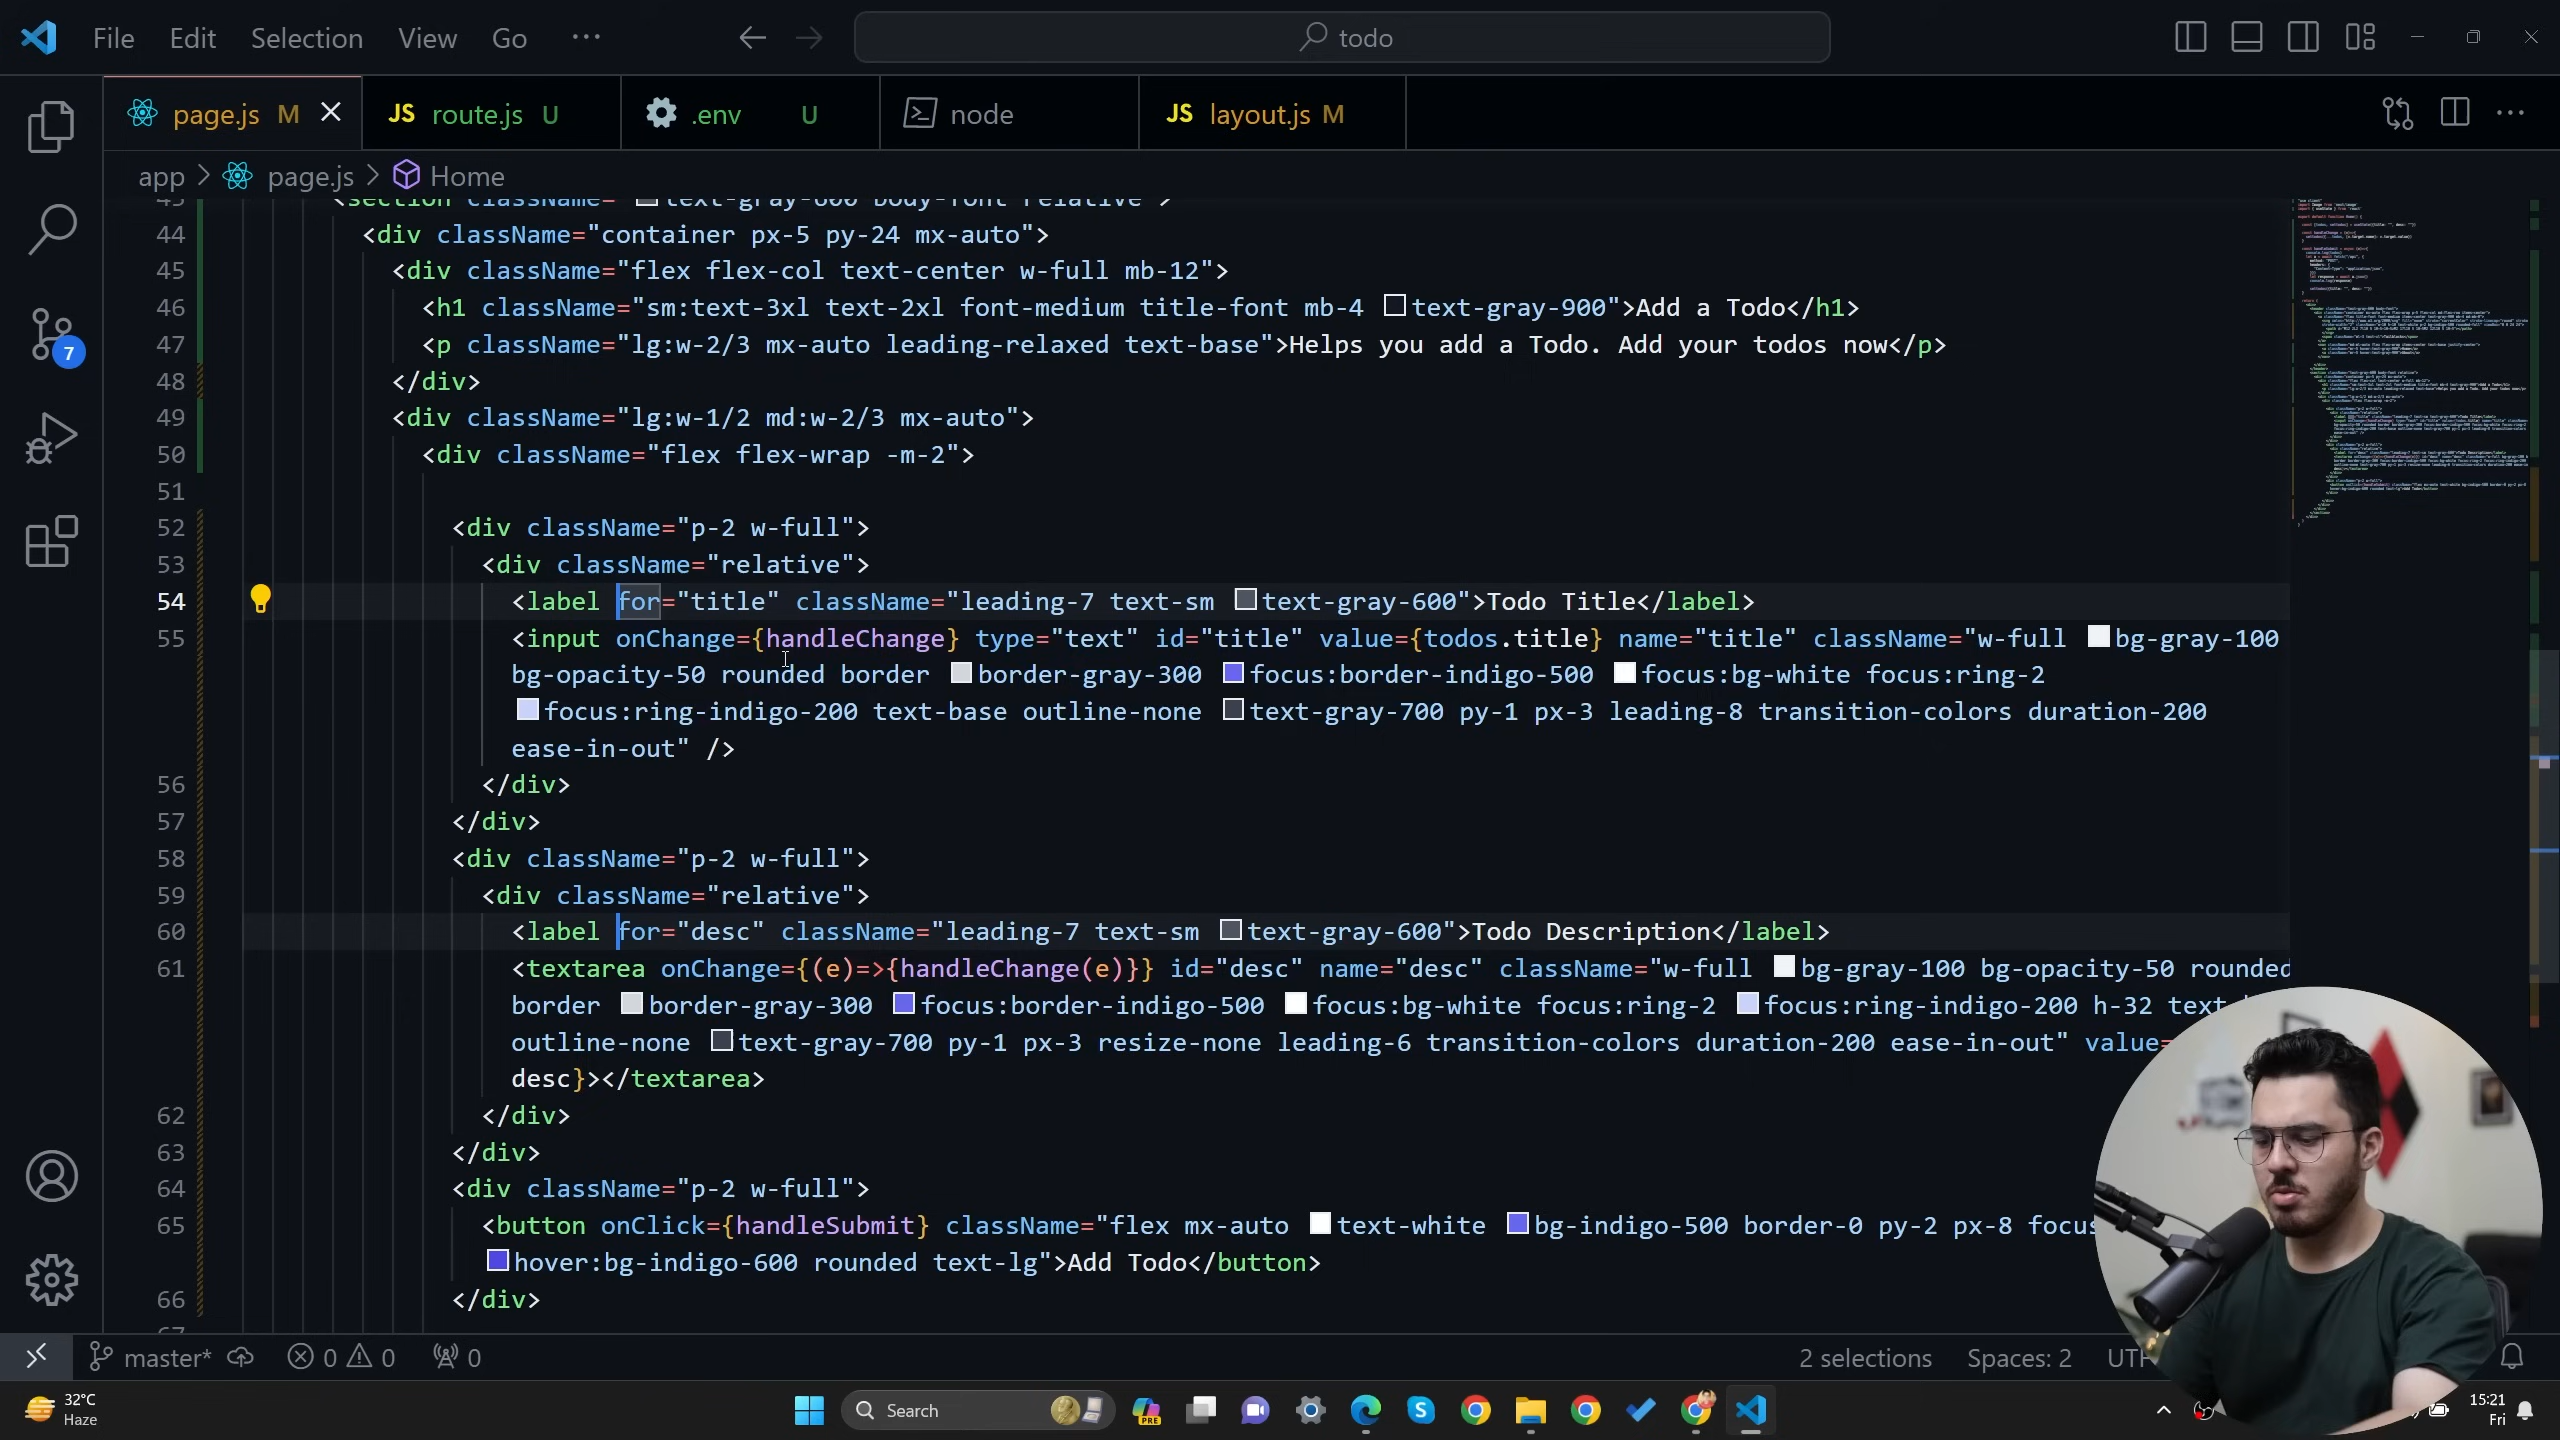 File Edit Selection View Go ··· todo
page.js M JS route.js U .env U node JS layout.js M
app > page.js > Home
43 <section className=" text-gray-600 body-font relative">
44 <div className="container px-5 py-24 mx-auto">
45 <div className="flex flex-col text-center w-full mb-12">
46 <h1 className="sm:text-3xl text-2xl font-medium title-font mb-4 text-gray-900">Add a Todo</h1>
47 <p className="lg:w-2/3 mx-auto leading-relaxed text-base">Helps you add a Todo. Add your todos now</p>
48 </div>
49 <div className="lg:w-1/2 md:w-2/3 mx-auto">
50 <div className="flex flex-wrap -m-2">
51
52 <div className="p-2 w-full">
53 <div className="relative">
54 <label for="title" className="leading-7 text-sm text-gray-600">Todo Title</label>
55 <input onChange={handleChange} type="text" id="title" value={todos.title} name="title" className="w-full bg-gray-100
bg-opacity-50 rounded border border-gray-300 focus:border-indigo-500 focus:bg-white focus:ring-2
focus:ring-indigo-200 text-base outline-none text-gray-700 py-1 px-3 leading-8 transition-colors duration-200
ease-in-out" />
56 </div>
57 </div>
58 <div className="p-2 w-full">
59 <div className="relative">
60 <label for="desc" className="leading-7 text-sm text-gray-600">Todo Description</label>
61 <textarea onChange={(e)=>{handleChange(e)}} id="desc" name="desc" className="w-full bg-gray-100 bg-opacity-50 rounded
border border-gray-300 focus:border-indigo-500 focus:bg-white focus:ring-2 focus:ring-indigo-200 h-32
outline-none text-gray-700 py-1 px-3 resize-none leading-6 transition-colors duration-200 ease-in-out" value=
desc}></textarea>
62 </div>
63 </div>
64 <div className="p-2 w-full">
65 <button onClick={handleSubmit} className="flex mx-auto text-white bg-indigo-500 border-0 py-2 px-8
hover:bg-indigo-600 rounded text-lg">Add Todo</button>
66 </div>
7
master* 0 0 0 2 selections Spaces: 2
32°C
Haze
Search
PRE
15:21
Fri